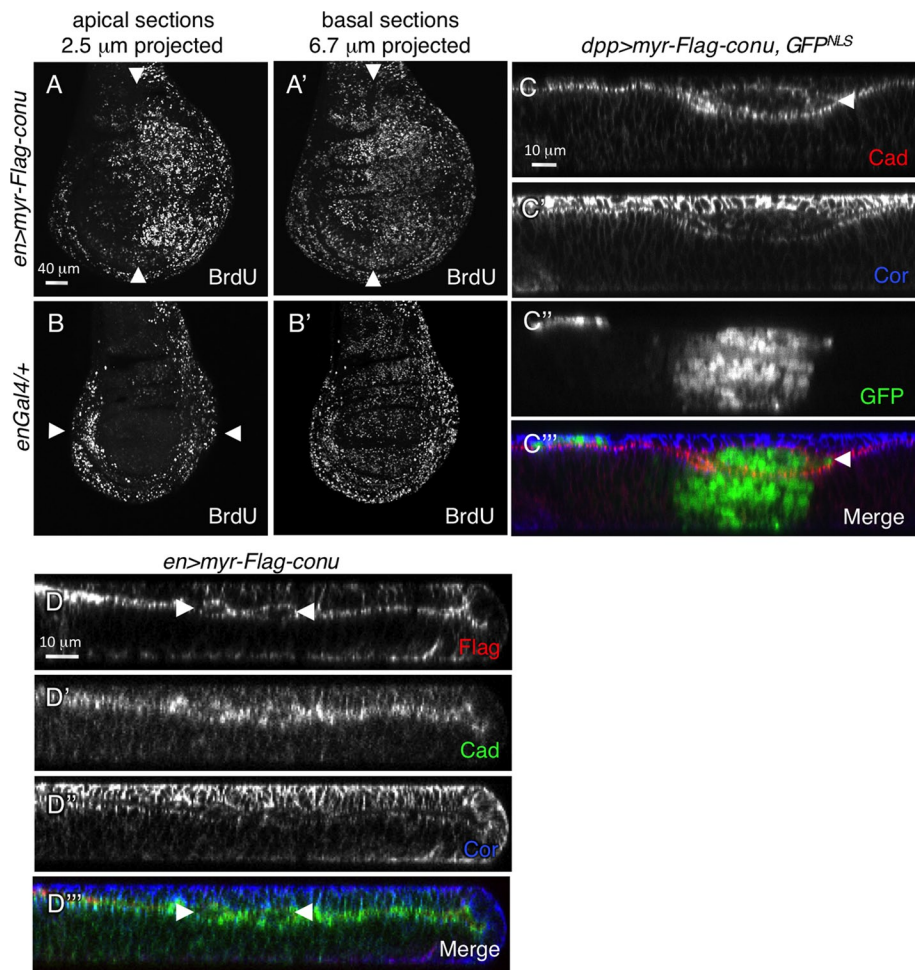 apical sections
2.5 μm projected
basal sections
6.7 μm projected
dpp>myr-Flag-conu, GFPNLS
en>myr-Flag-conu
A
40 μm
BrdU
A'
BrdU
enGal4/+
B
BrdU
B'
BrdU
C
10 μm
Cad
C'
Cor
C''
GFP
C'''
Merge
en>myr-Flag-conu
D
10 μm
Flag
D'
Cad
D''
Cor
D'''
Merge